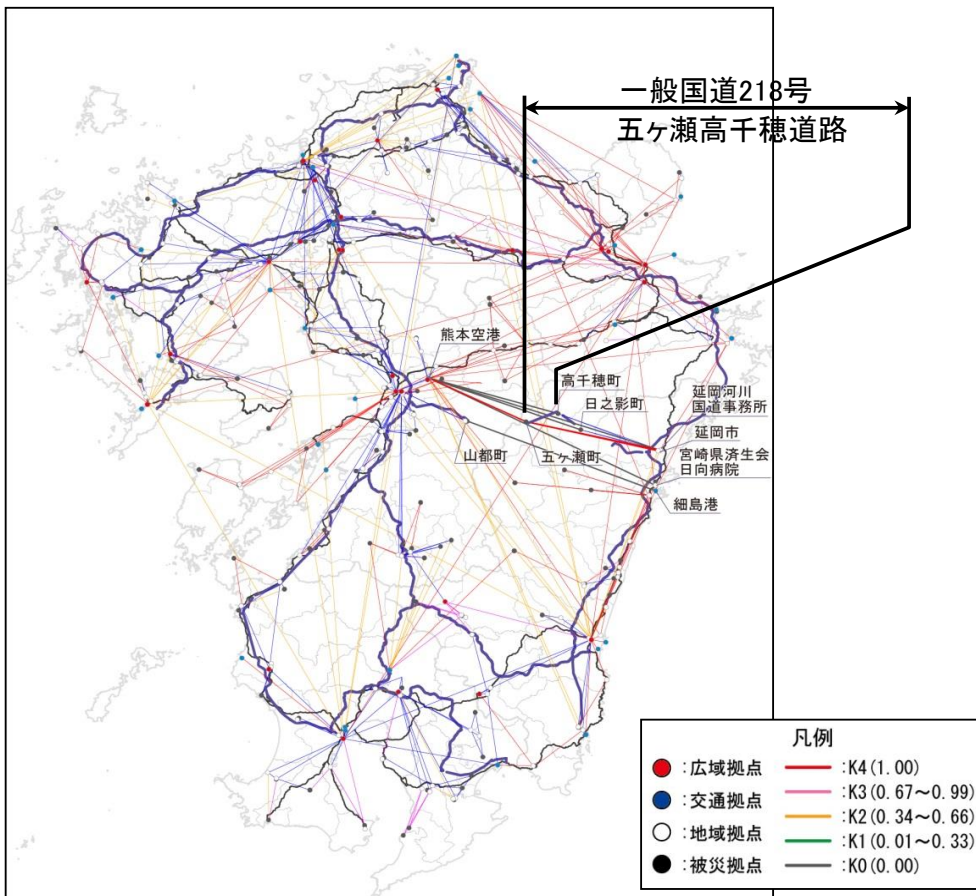 一般国道218号
五ヶ瀬高千穂道路
熊本空港
高千穂町
日之影町
延岡河川
国道事務所
延岡市
宮崎県済生会
日向病院
山都町
五ヶ瀬町
細島港
凡例
:広域拠点
:K4(1.00)
:交通拠点
:K3(0.67～0.99)
:K2(0.34～0.66)
:地域拠点
:K1(0.01～0.33)
:被災拠点
:K0(0.00)